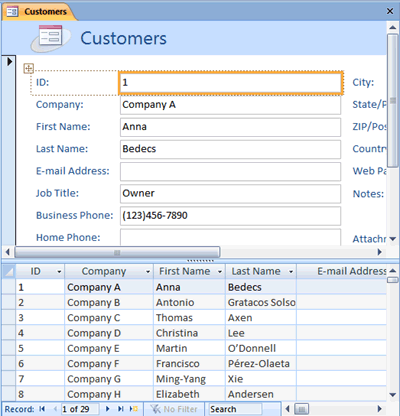 Customers
Customers
ID: 1 City:
Company: Company A State/P
First Name: Anna ZIP/Pos
Last Name: Bedecs Countr
E-mail Address: Web Pa
Job Title: Owner Notes:
Business Phone: (123)456-7890
Home Phone: Attachm
ID Company First Name Last Name E-mail Address
1 Company A Anna Bedecs
2 Company B Antonio Gratacos Solso
3 Company C Thomas Axen
4 Company D Christina Lee
5 Company E Martin O'Donnell
6 Company F Francisco Pérez-Olaeta
7 Company G Ming-Yang Xie
8 Company H Elizabeth Andersen
Record: 1 of 29 No Filter Search